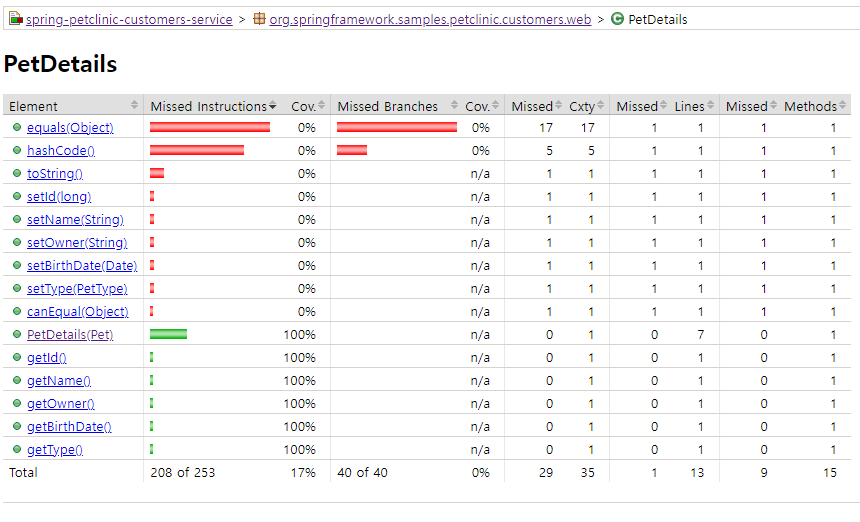 spring-petclinic-customers-service > org.springframework.samples.petclinic.customers.web > PetDetails
PetDetails
Element Missed Instructions Cov. Missed Branches Cov. Missed Cxty Missed Lines Missed Methods
equals(Object) 0% 0% 17 17 1 1 1 1
hashCode() 0% 0% 5 5 1 1 1 1
toString() 0% n/a 1 1 1 1 1 1
setId(long) 0% n/a 1 1 1 1 1 1
setName(String) 0% n/a 1 1 1 1 1 1
setOwner(String) 0% n/a 1 1 1 1 1 1
setBirthDate(Date) 0% n/a 1 1 1 1 1 1
setType(PetType) 0% n/a 1 1 1 1 1 1
canEqual(Object) 0% n/a 1 1 1 1 1 1
PetDetails(Pet) 100% n/a 0 1 0 7 0 1
getId() 100% n/a 0 1 0 1 0 1
getName() 100% n/a 0 1 0 1 0 1
getOwner() 100% n/a 0 1 0 1 0 1
getBirthDate() 100% n/a 0 1 0 1 0 1
getType() 100% n/a 0 1 0 1 0 1
Total 208 of 253 17% 40 of 40 0% 29 35 1 13 9 15